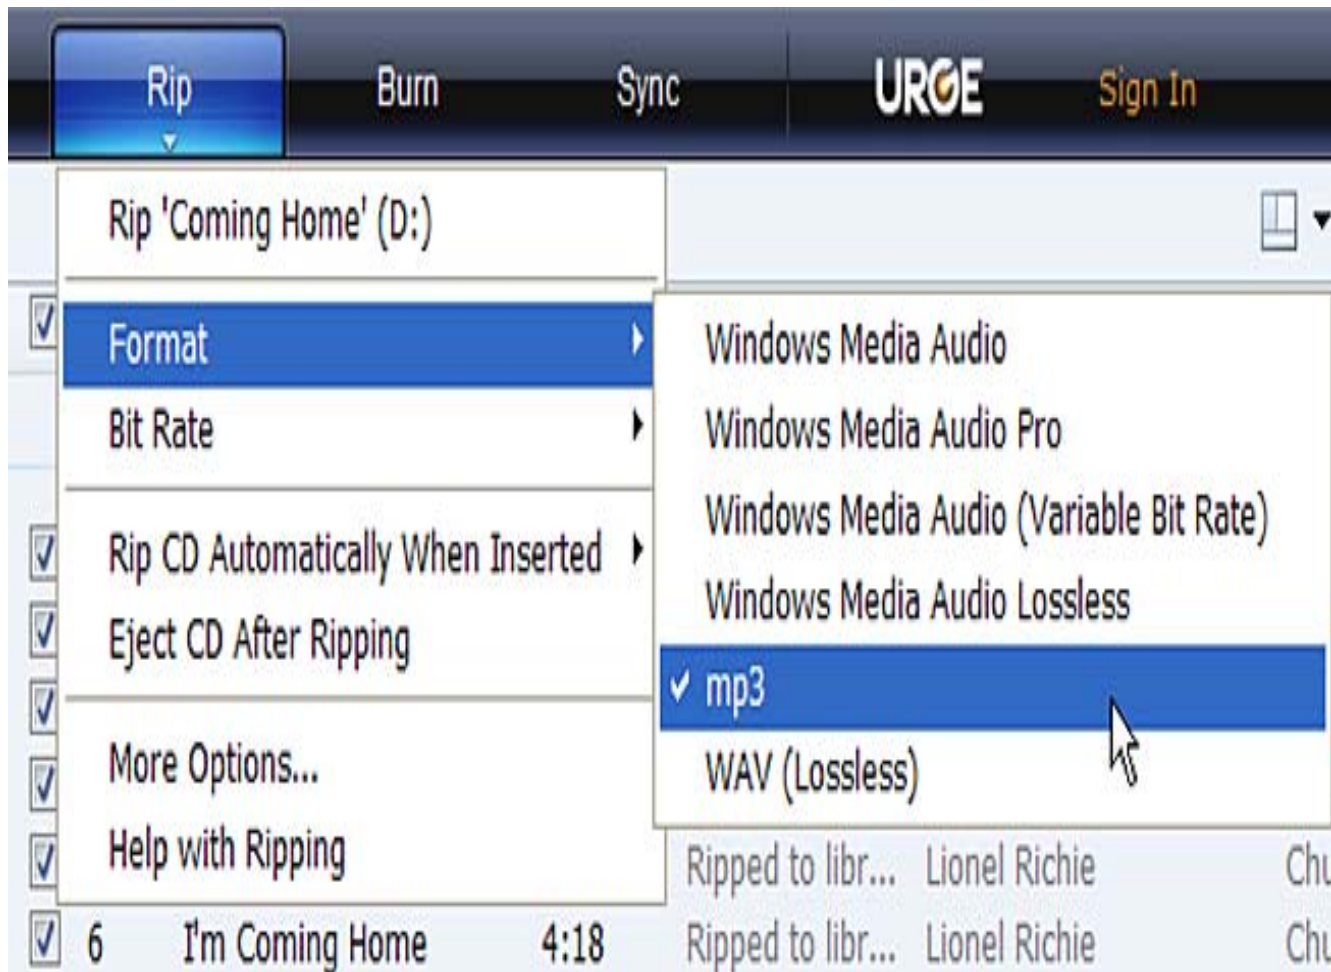 Rip Burn Sync URGE Sign In
Rip 'Coming Home' (D:)
Format
Bit Rate
Rip CD Automatically When Inserted
Eject CD After Ripping
More Options...
Help with Ripping
Windows Media Audio
Windows Media Audio Pro
Windows Media Audio (Variable Bit Rate)
Windows Media Audio Lossless
mp3
WAV (Lossless)
Ripped to libr... Lionel Richie
6 I'm Coming Home 4:18 Ripped to libr... Lionel Richie